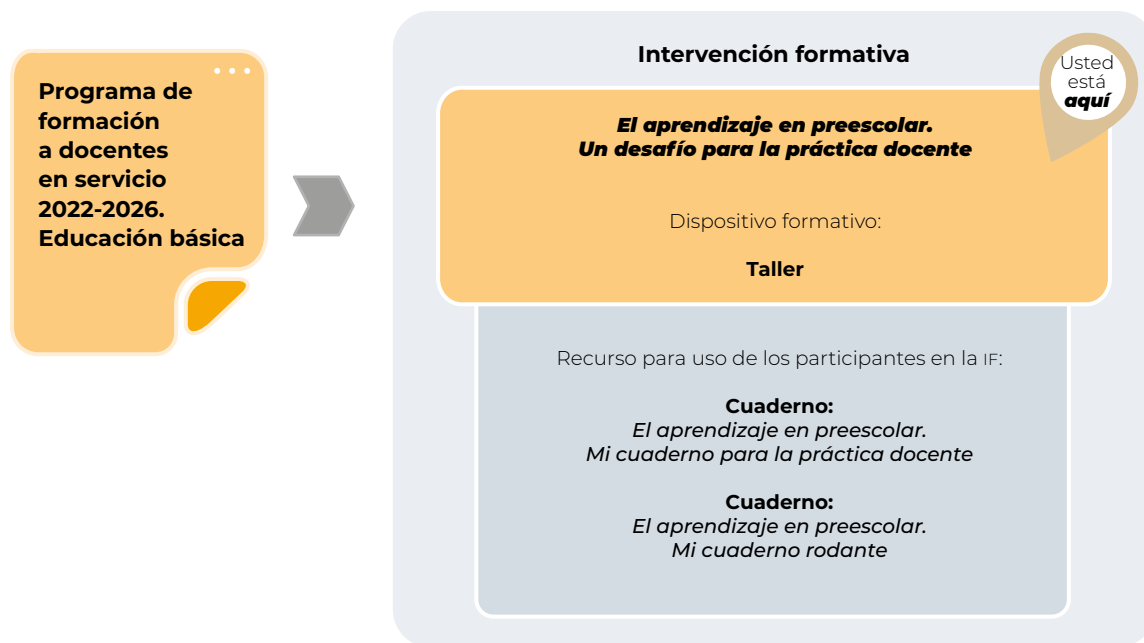 Programa de
formación
a docentes
en servicio
2022-2026.
Educación básica
Intervención formativa
Usted
está
aquí
El aprendizaje en preescolar.
Un desafío para la práctica docente
Dispositivo formativo:
Taller
Recurso para uso de los participantes en la IF:
Cuaderno:
El aprendizaje en preescolar.
Mi cuaderno para la práctica docente
Cuaderno:
El aprendizaje en preescolar.
Mi cuaderno rodante